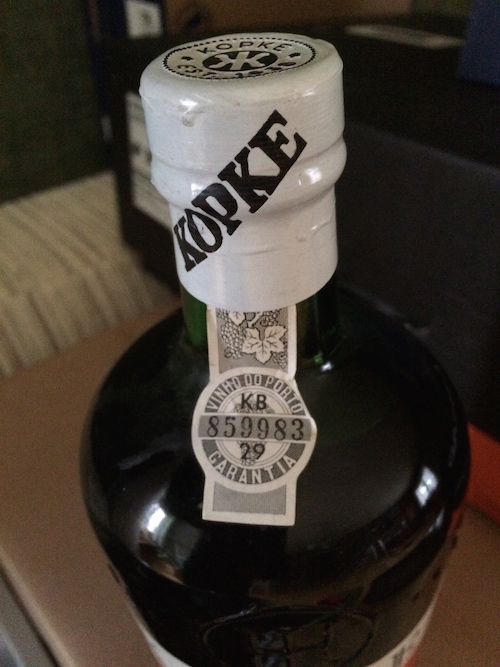 KOPKE
KOPKE
VINHO DO PORTO
KB
859983
29
GARANTIA